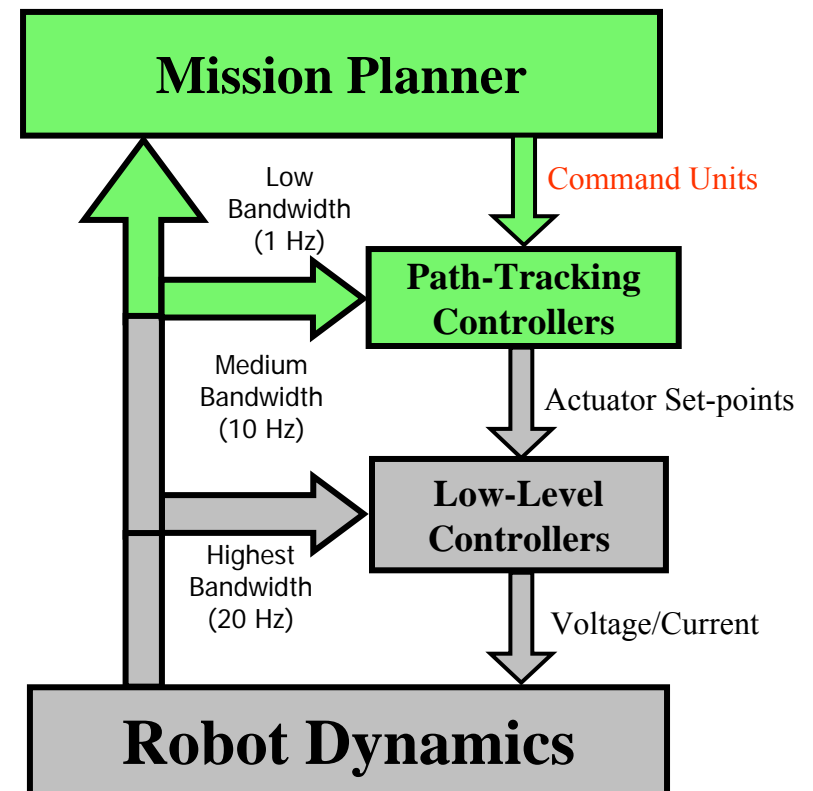 Mission Planner
Low
Bandwidth
(1 Hz)
Command Units
Path-Tracking
Controllers
Medium
Bandwidth
(10 Hz)
Actuator Set-points
Low-Level
Controllers
Highest
Bandwidth
(20 Hz)
Voltage/Current
Robot Dynamics